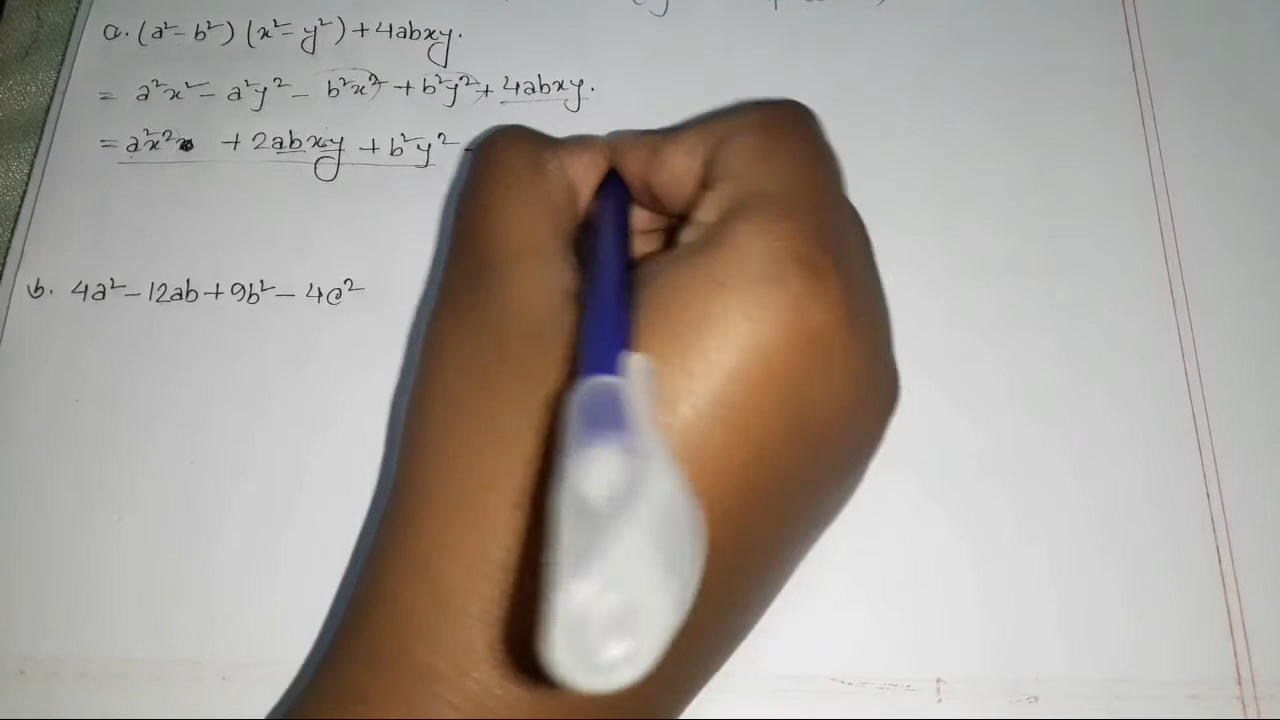 a. (a² - b²) (x² - y²) + 4abxy.
= a²x² - a²y² - b²x² + b²y² + 4abxy.
= a²x² + 2abxy + b²y² -
b. 4a² - 12ab + 9b² - 4c²